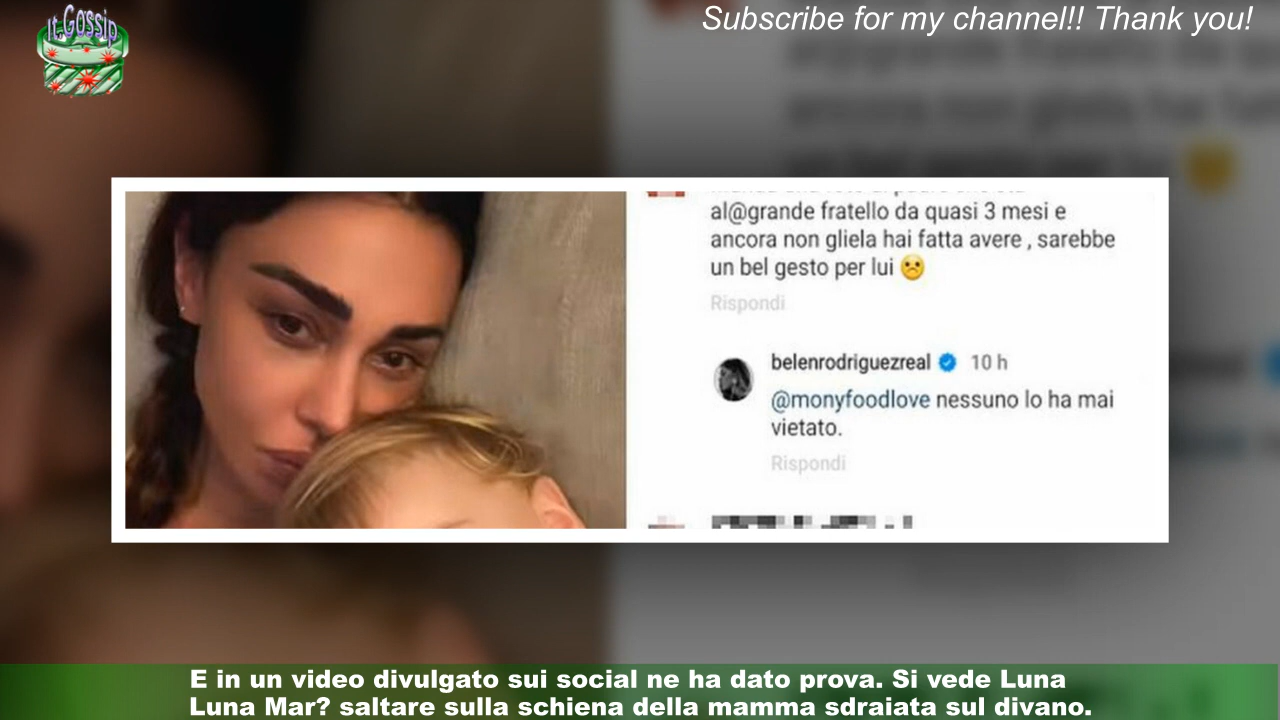 It.Gossip
Subscribe for my channel!! Thank you!
al@grande fratello da quasi 3 mesi e
ancora non gliela hai fatta avere , sarebbe
un bel gesto per lui ☹️
Rispondi
belenrodriguezreal 10 h
@monyfoodlove nessuno lo ha mai
vietato.
Rispondi
E in un video divulgato sui social ne ha dato prova. Si vede Luna
Luna Mar? saltare sulla schiena della mamma sdraiata sul divano.